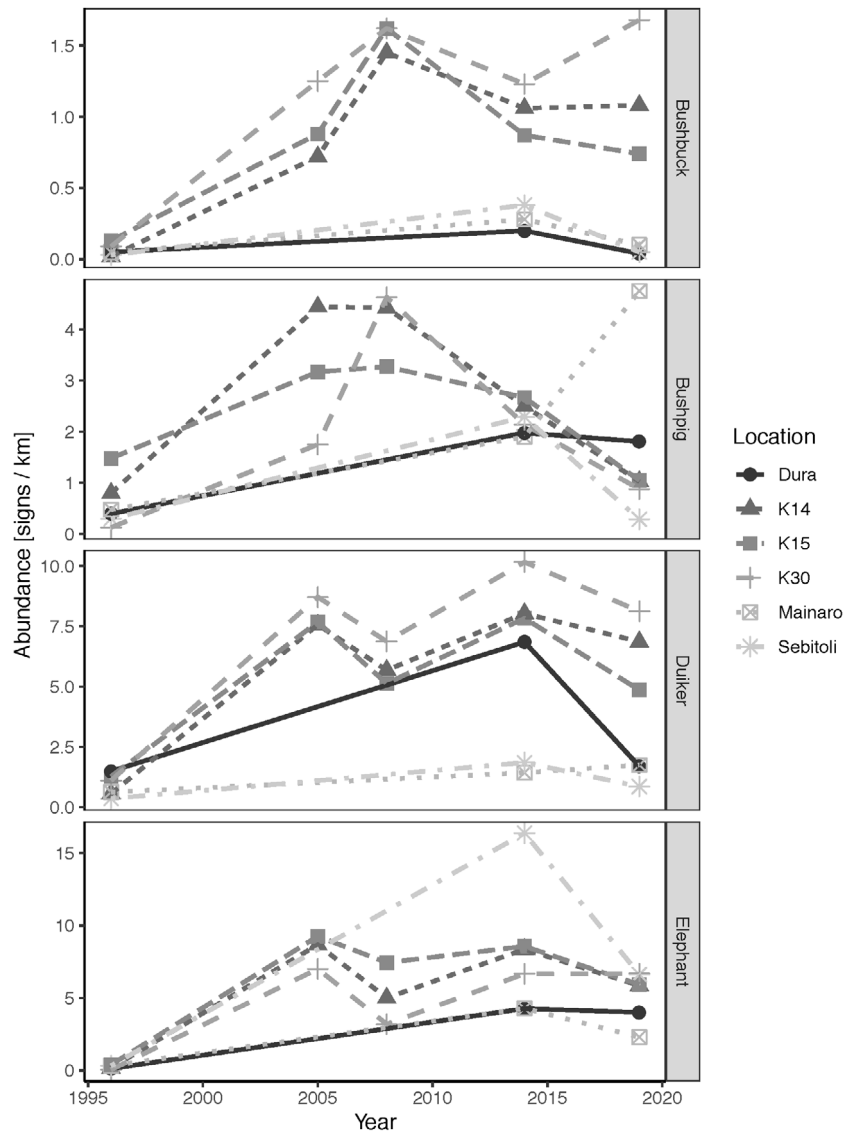 1.5
1.0
0.5
0.0
Bushbuck
4
3
2
1
0
Bushpig
10.0
7.5
5.0
2.5
0.0
Duiker
15
10
5
0
Elephant
1995 2000 2005 2010 2015 2020
Year
Abundance [signs / km]
Location
Dura
K14
K15
K30
Mainaro
Sebitoli